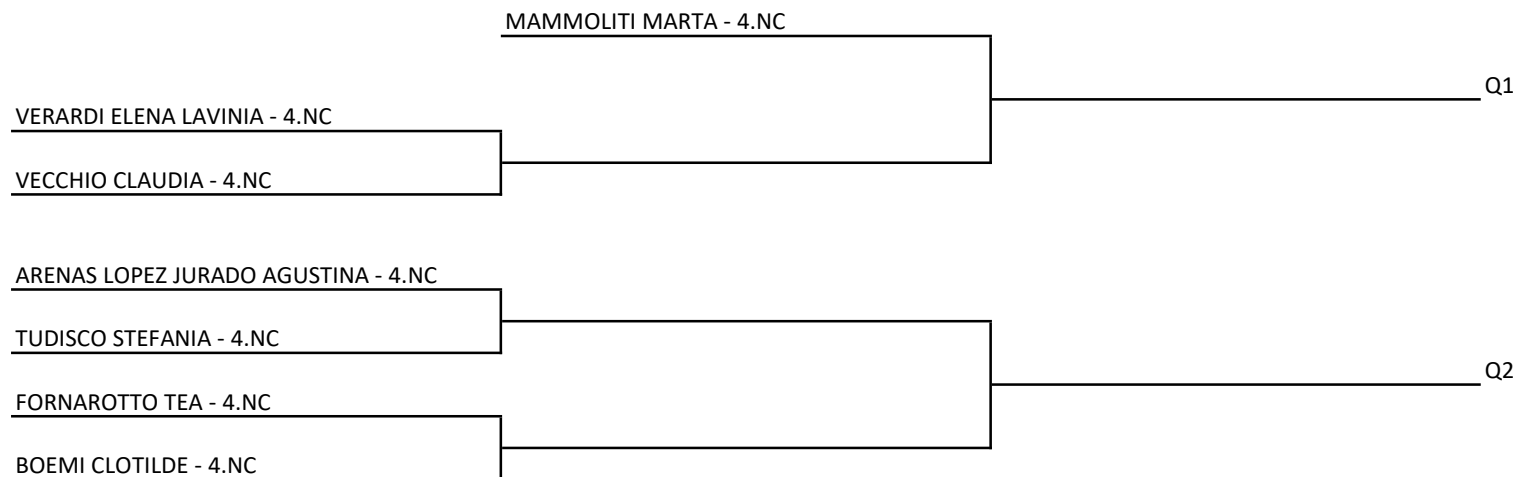 MAMMOLITI MARTA - 4.NC
Q1
VERARDI ELENA LAVINIA - 4.NC
VECCHIO CLAUDIA - 4.NC
ARENAS LOPEZ JURADO AGUSTINA - 4.NC
TUDISCO STEFANIA - 4.NC
Q2
FORNAROTTO TEA - 4.NC
BOEMI CLOTILDE - 4.NC